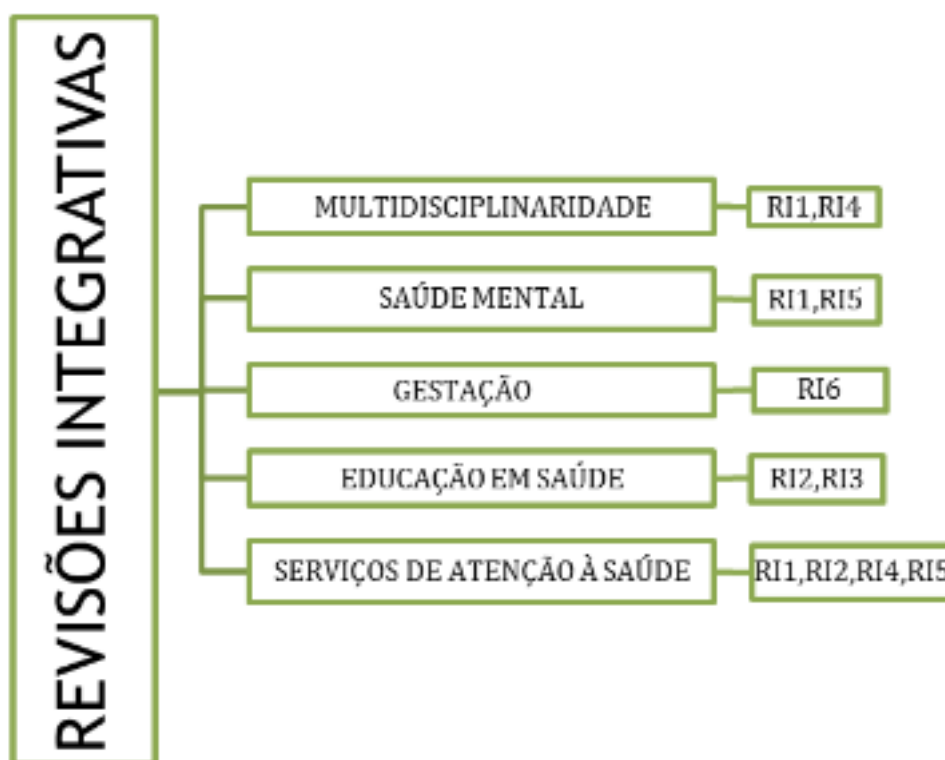 REVISÕES INTEGRATIVAS
MULTIDISCIPLINARIDADE
RI1,RI4
SAÚDE MENTAL
RI1,RI5
GESTAÇÃO
RI6
EDUCAÇÃO EM SAÚDE
RI2,RI3
SERVIÇOS DE ATENÇÃO À SAÚDE
RI1,RI2,RI4,RI5